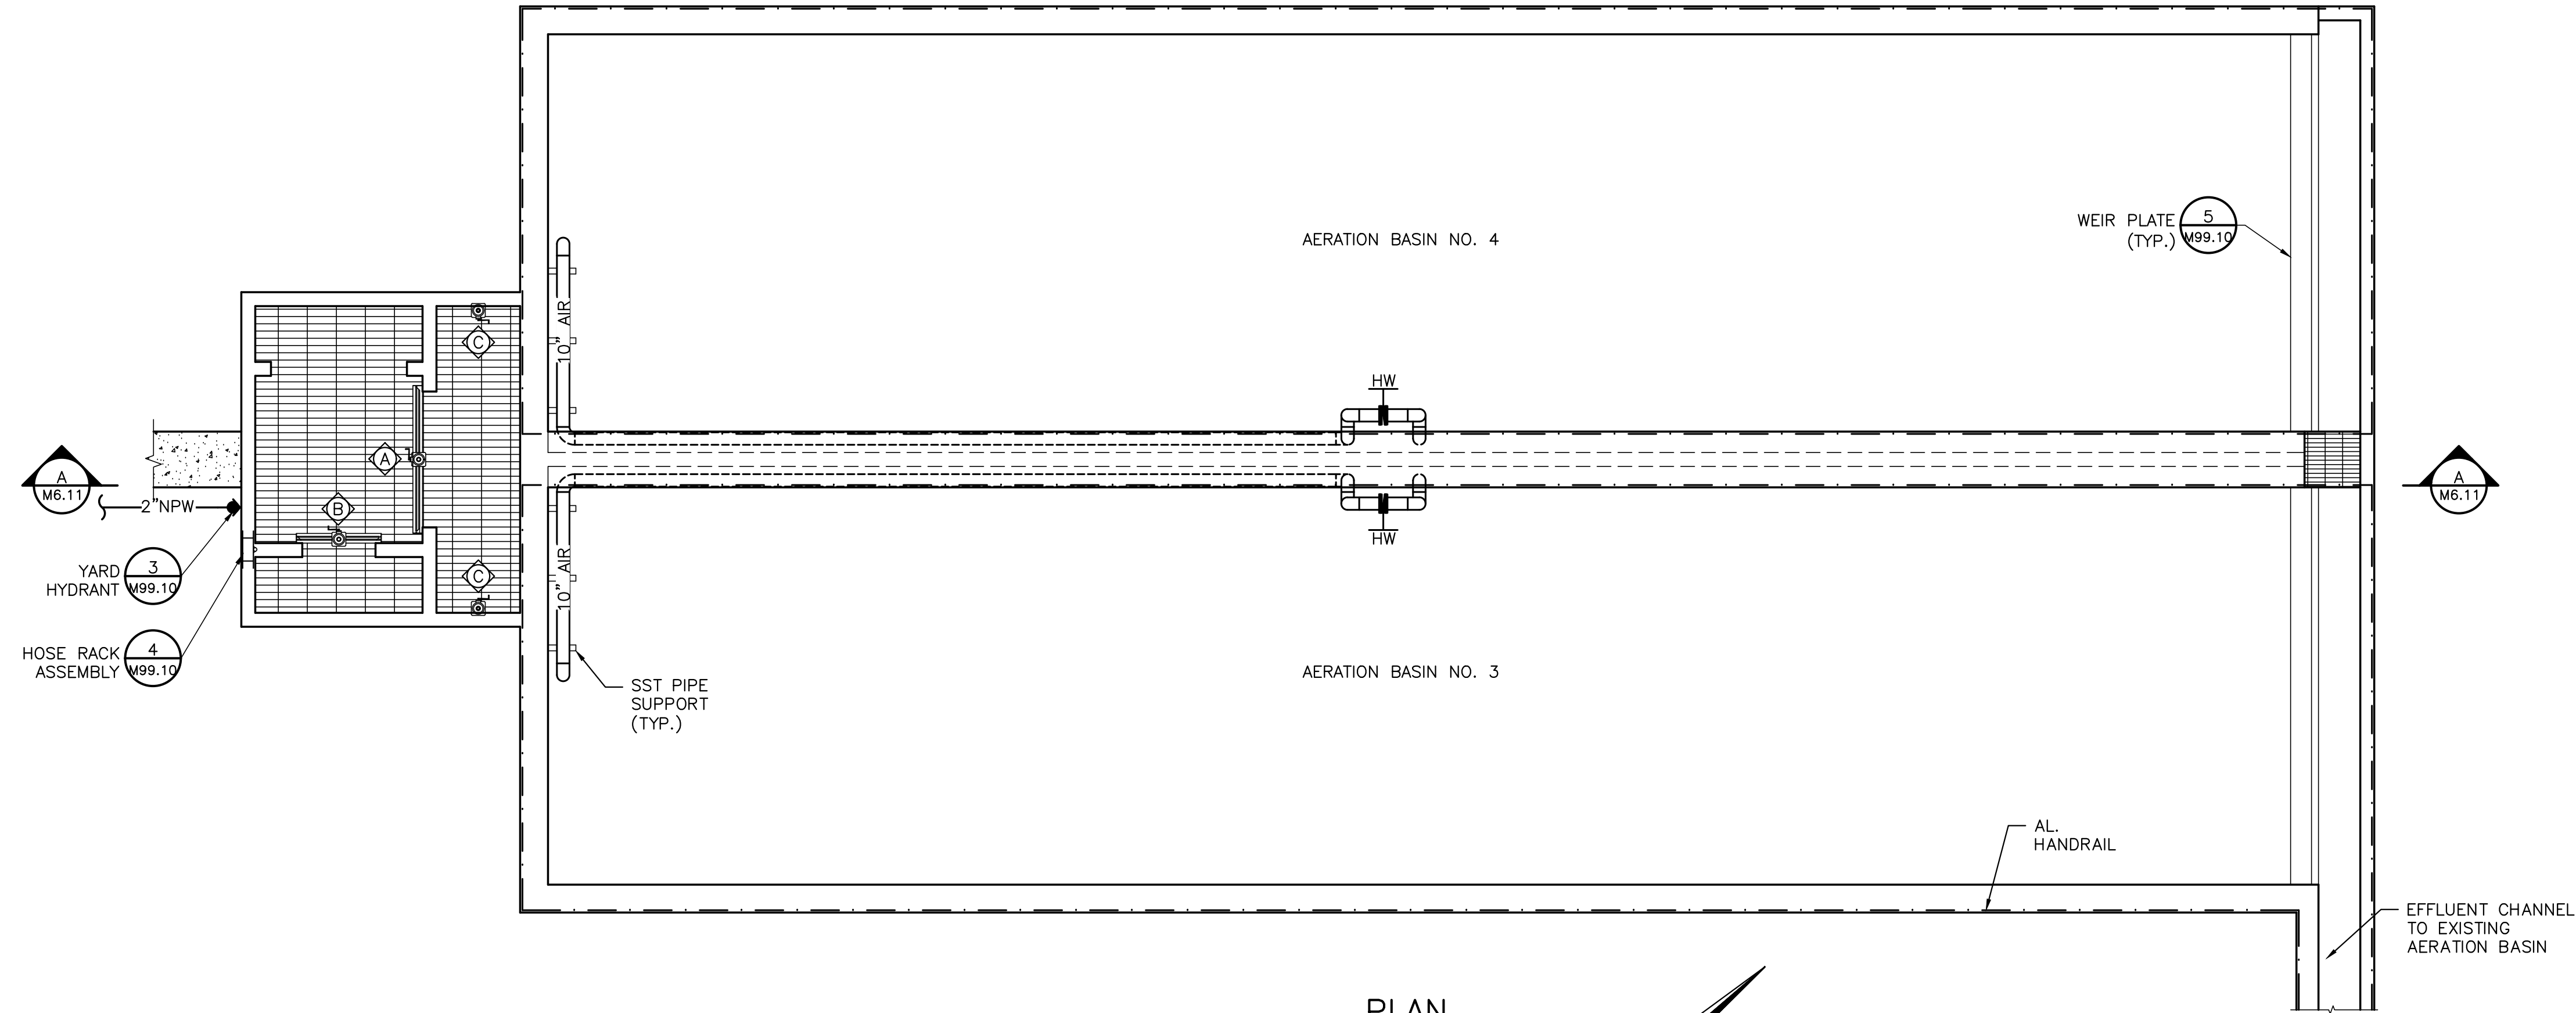 AERATION BASIN NO. 4
WEIR PLATE
(TYP.)
5
M99.10
10" AIR
C
HW
A
A
M6.11
B
2"NPW
A
M6.11
HW
YARD
HYDRANT
3
M99.10
C
10" AIR
HOSE RACK
ASSEMBLY
4
M99.10
SST PIPE
SUPPORT
(TYP.)
AERATION BASIN NO. 3
AL.
HANDRAIL
EFFLUENT CHANNEL
TO EXISTING
AERATION BASIN
PLAN